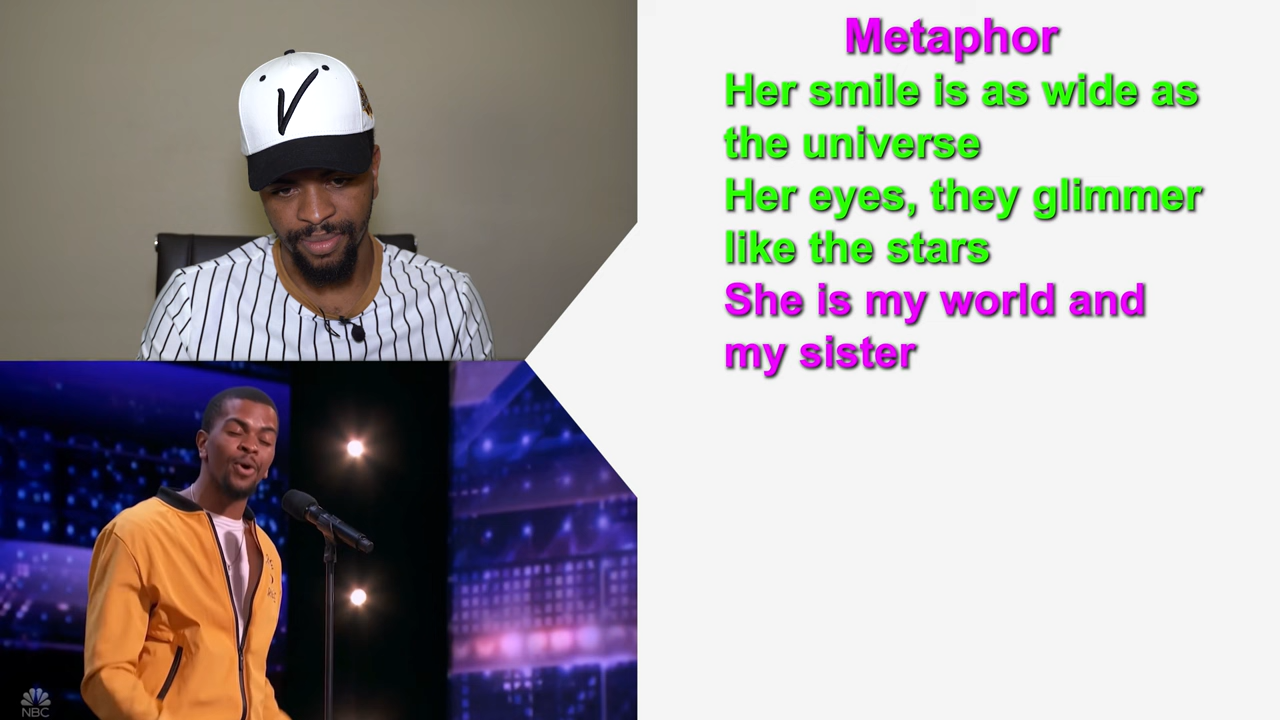 Metaphor
Her smile is as wide as
the universe
Her eyes, they glimmer
like the stars
She is my world and
my sister
NBC